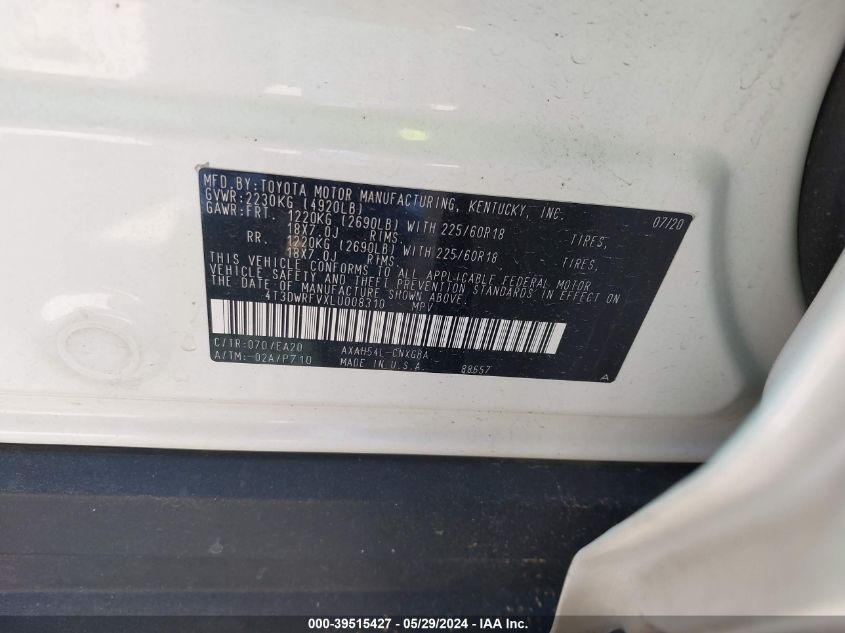 MFD.BY:TOYOTA MOTOR MANUFACTURING, KENTUCKY, INC.
GVWR:2230KG (4920LB) 07/20
GAWR:FRT. 1220KG (2690LB) WITH 225/60R18 TIRES,
18X7.0J RIMS.
RR. 1220KG (2690LB) WITH 225/60R18 TIRES,
18X7.0J RIMS.
THIS VEHICLE CONFORMS TO ALL APPLICABLE FEDERAL MOTOR
VEHICLE SAFETY AND THEFT PREVENTION STANDARDS IN EFFECT ON
THE DATE OF MANUFACTURE SHOWN ABOVE.
4T3DWRFVXLU008310 MPV
C/TR:070/EA20 AXAH54L-CNXGBA
A/TM:-02A/P710 MADE IN U.S.A. 88657
A
000-39515427 - 05/29/2024 - IAA Inc.